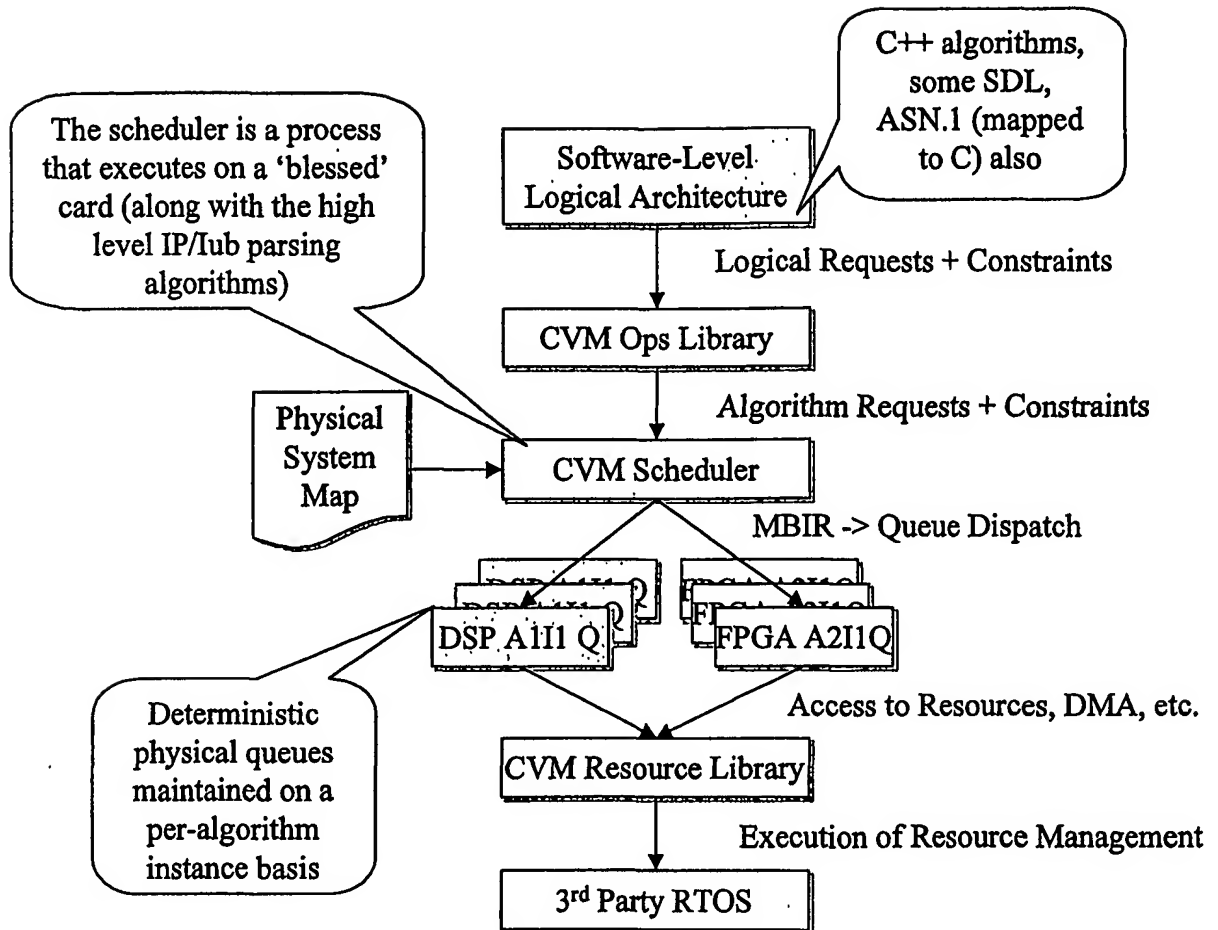 C++ algorithms,
some SDL,
ASN.1 (mapped
to C) also
The scheduler is a process
that executes on a ‘blessed’
card (along with the high
level IP/Iub parsing
algorithms)
Software-Level
Logical Architecture
Logical Requests + Constraints
CVM Ops Library
Algorithm Requests + Constraints
Physical
System
Map
CVM Scheduler
MBIR -> Queue Dispatch
DSP A1I1 Q
FPGA A2I1Q
Access to Resources, DMA, etc.
Deterministic
physical queues
maintained on a
per-algorithm
instance basis
CVM Resource Library
Execution of Resource Management
3rd Party RTOS